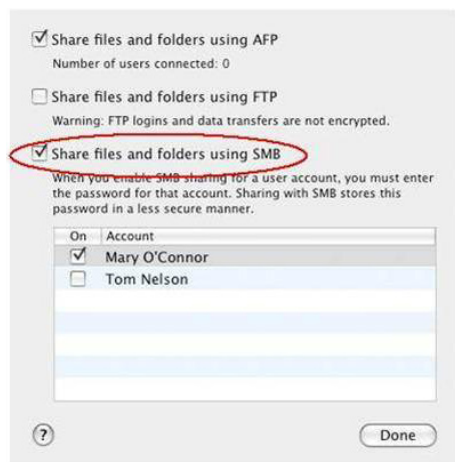 Share files and folders using AFP
Number of users connected: 0
Share files and folders using FTP
Warning: FTP logins and data transfers are not encrypted.
Share files and folders using SMB
When you enable SMB sharing for a user account, you must enter
the password for that account. Sharing with SMB stores this
password in a less secure manner.
On Account
Mary O'Connor
Tom Nelson
? Done